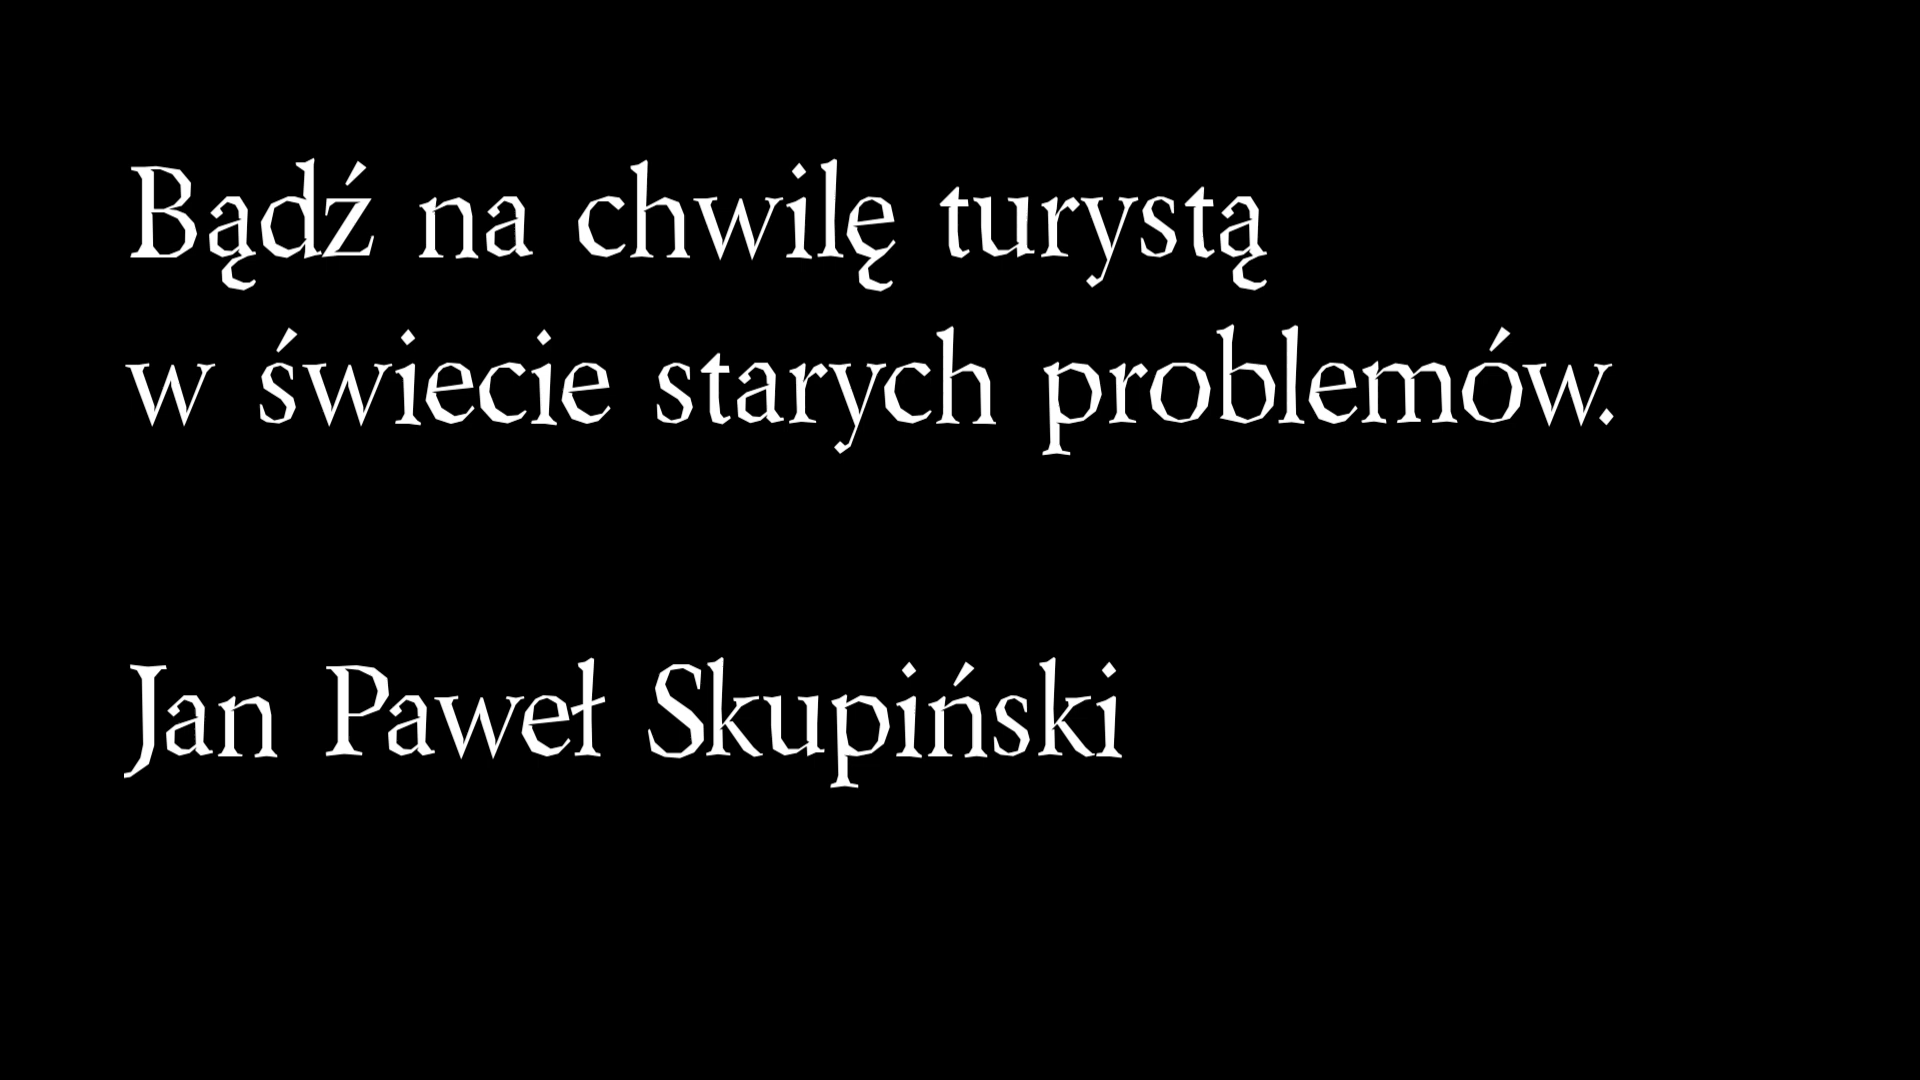 Bądź na chwilę turystą
w świecie starych problemów.
Jan Paweł Skupiński